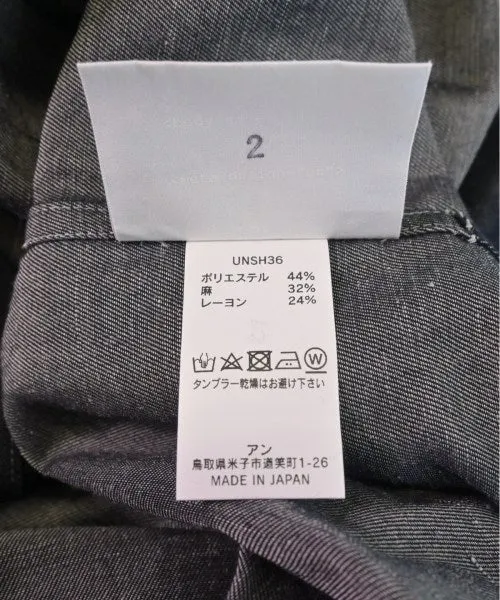 2
UNSH36
ポリエステル 44%
麻 32%
レーヨン 24%
W
タンブラー乾燥はお避け下さい
アン
鳥取県米子市道笑町1-26
MADE IN JAPAN